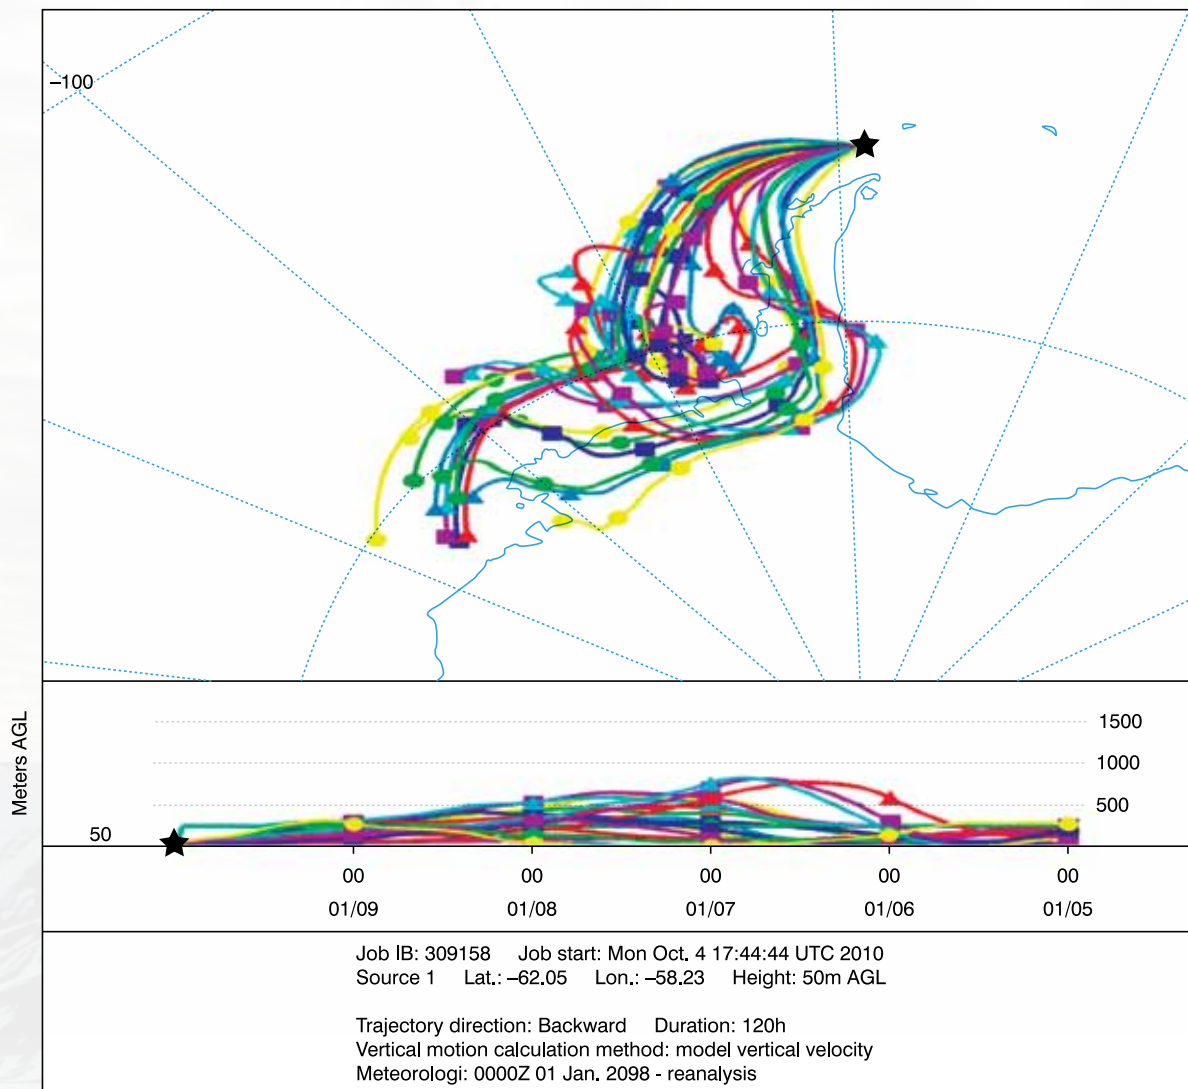 –100
Meters AGL
1500
1000
500
50
00 00 00 00 00
01/09 01/08 01/07 01/06 01/05
Job IB: 309158 Job start: Mon Oct. 4 17:44:44 UTC 2010
Source 1 Lat.: –62.05 Lon.: –58.23 Height: 50m AGL
Trajectory direction: Backward Duration: 120h
Vertical motion calculation method: model vertical velocity
Meteorologi: 0000Z 01 Jan. 2098 - reanalysis